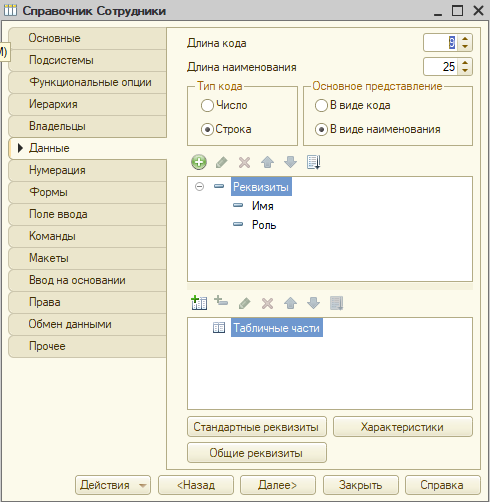 Справочник Сотрудники
М)
Основные
Подсистемы
Функциональные опции
Иерархия
Владельцы
Данные
Нумерация
Формы
Поле ввода
Команды
Макеты
Ввод на основании
Права
Обмен данными
Прочее
Длина кода 9
Длина наименования 25
Тип кода
Число
Строка
Основное представление
В виде кода
В виде наименования
Реквизиты
Имя
Роль
Табличные части
Стандартные реквизиты Характеристики
Общие реквизиты
Действия <Назад Далее> Закрыть Справка